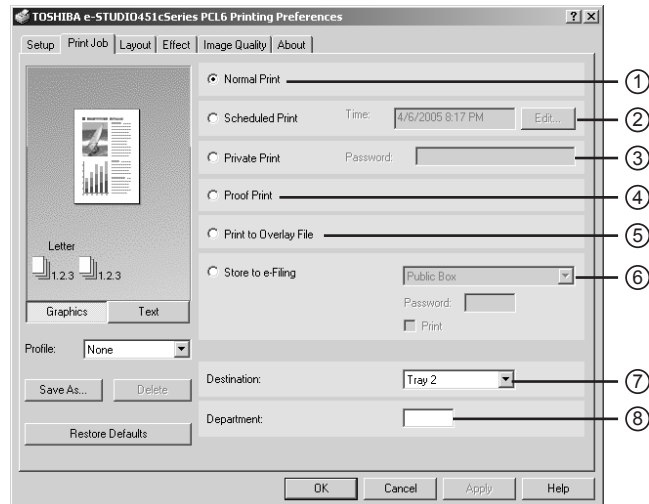 TOSHIBA e-STUDIO451cSeries PCL6 Printing Preferences
Setup Print Job Layout Effect Image Quality About
Normal Print ①
Scheduled Print Time: 4/6/2005 8:17 PM Edit... ②
Private Print Password: ③
Proof Print ④
Print to Overlay File ⑤
Letter
1.2.3 1.2.3
Store to e-Filing Public Box ⑥
Password:
Print
Graphics Text
Profile: None
Save As... Delete
Restore Defaults
Destination: Tray 2 ⑦
Department: ⑧
OK Cancel Apply Help